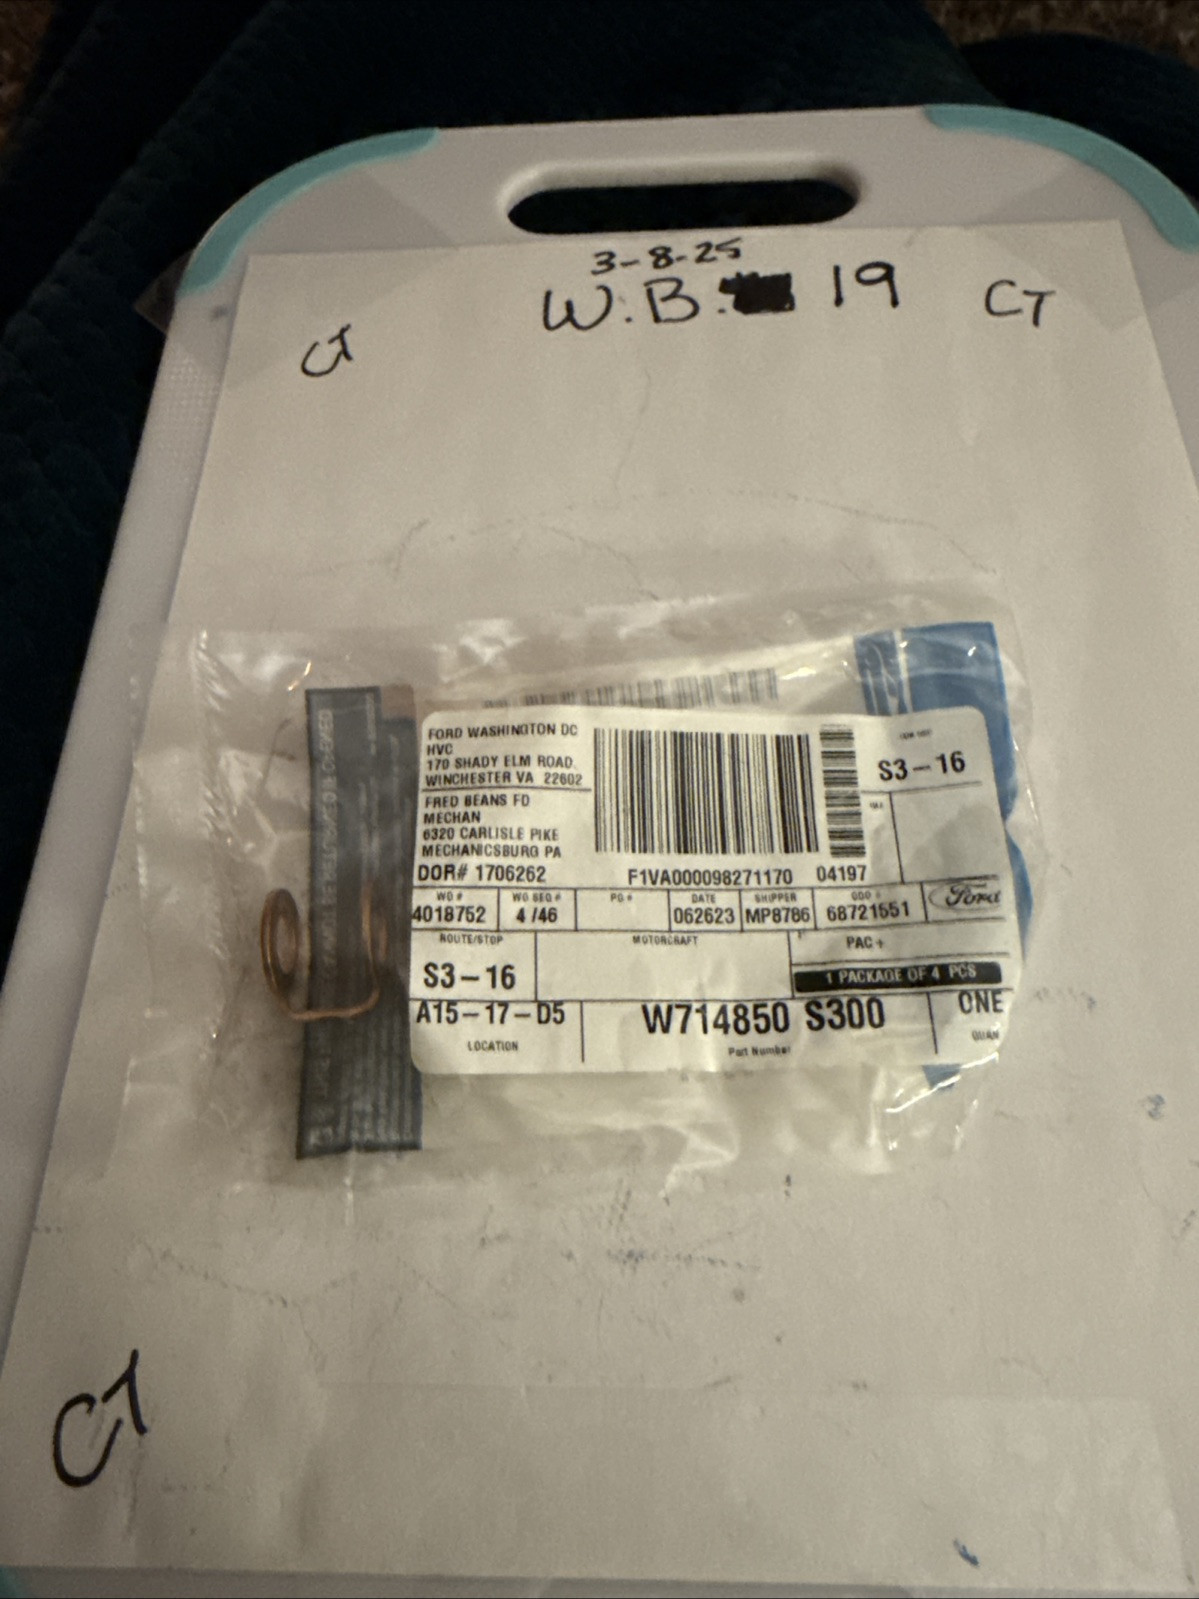 3-8-25
W.B. 19
CT
CT
FORD WASHINGTON DC
HVC
170 SHADY ELM ROAD
WINCHESTER VA 22602
FRED BEANS FD
MECHAN
6320 CARLISLE PIKE
MECHANICSBURG PA
DOR# 1706262
F1VA000098271170 04197
S3-16
WO #
4018752
WO SEQ #
4 /46
PO #
DATE
062623
SHIPPER
MP8786
68721551
Ford
ROUTE/STOP
S3-16
MOTORCRAFT
PAC+
1 PACKAGE OF 4 PCS
A15-17-D5
LOCATION
W714850 S300
Part Number
ONE
QUAN
CT